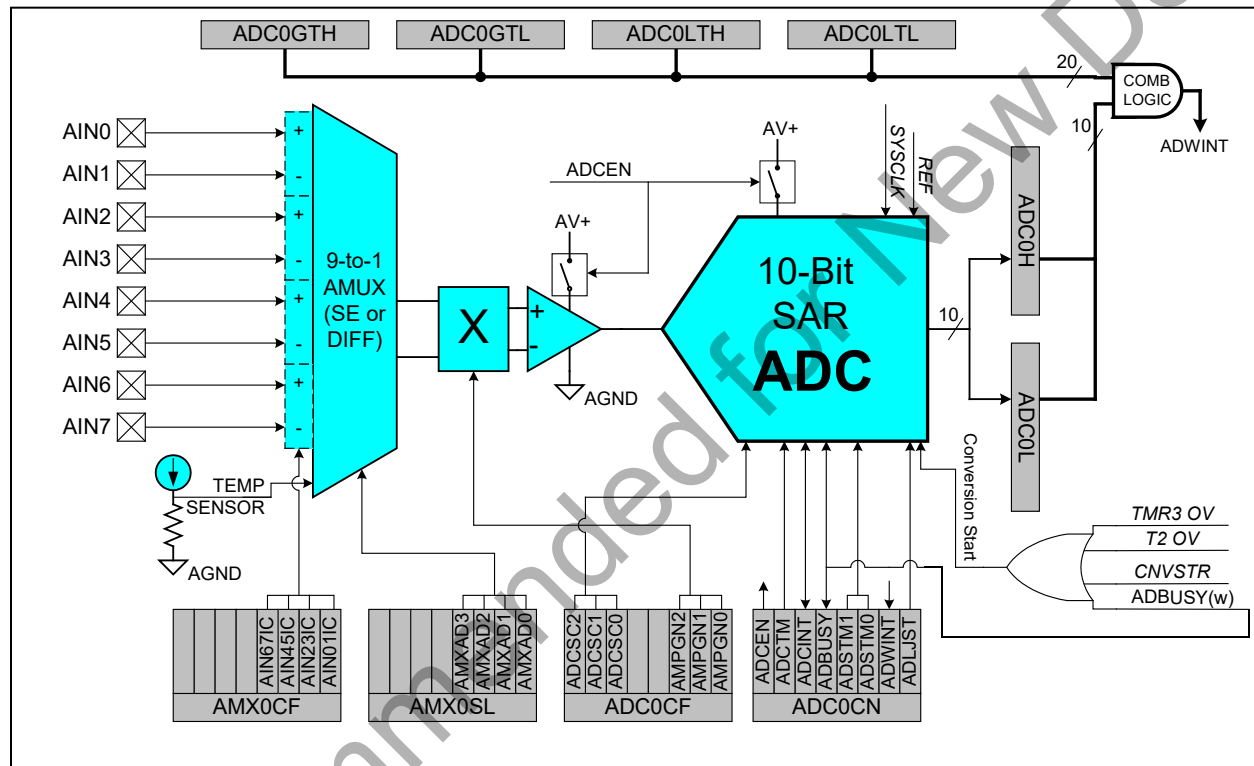 ADC0GTH
ADC0GTL
ADC0LTH
ADC0LTL
20
COMB
LOGIC
10
ADWINT
AIN0
AIN1
AIN2
AIN3
AIN4
AIN5
AIN6
AIN7
+
-
+
-
+
-
+
-
9-to-1
AMUX
(SE or
DIFF)
TEMP
SENSOR
AGND
X
+
-
AV+
AGND
ADCEN
AV+
SYSCLK
REF
10-Bit
SAR
ADC
10
ADC0H
ADC0L
Conversion Start
TMR3 OV
T2 OV
CNVSTR
ADBUSY(w)
AIN67IC
AIN45IC
AIN23IC
AIN01IC
AMX0CF
AMXAD3
AMXAD2
AMXAD1
AMXAD0
AMX0SL
ADCSC2
ADCSC1
ADCSC0
AMPGN2
AMPGN1
AMPGN0
ADC0CF
ADCEN
ADCTM
ADCINT
ADBUSY
ADSTM1
ADSTM0
ADWINT
ADLJST
ADC0CN
mmended for New D